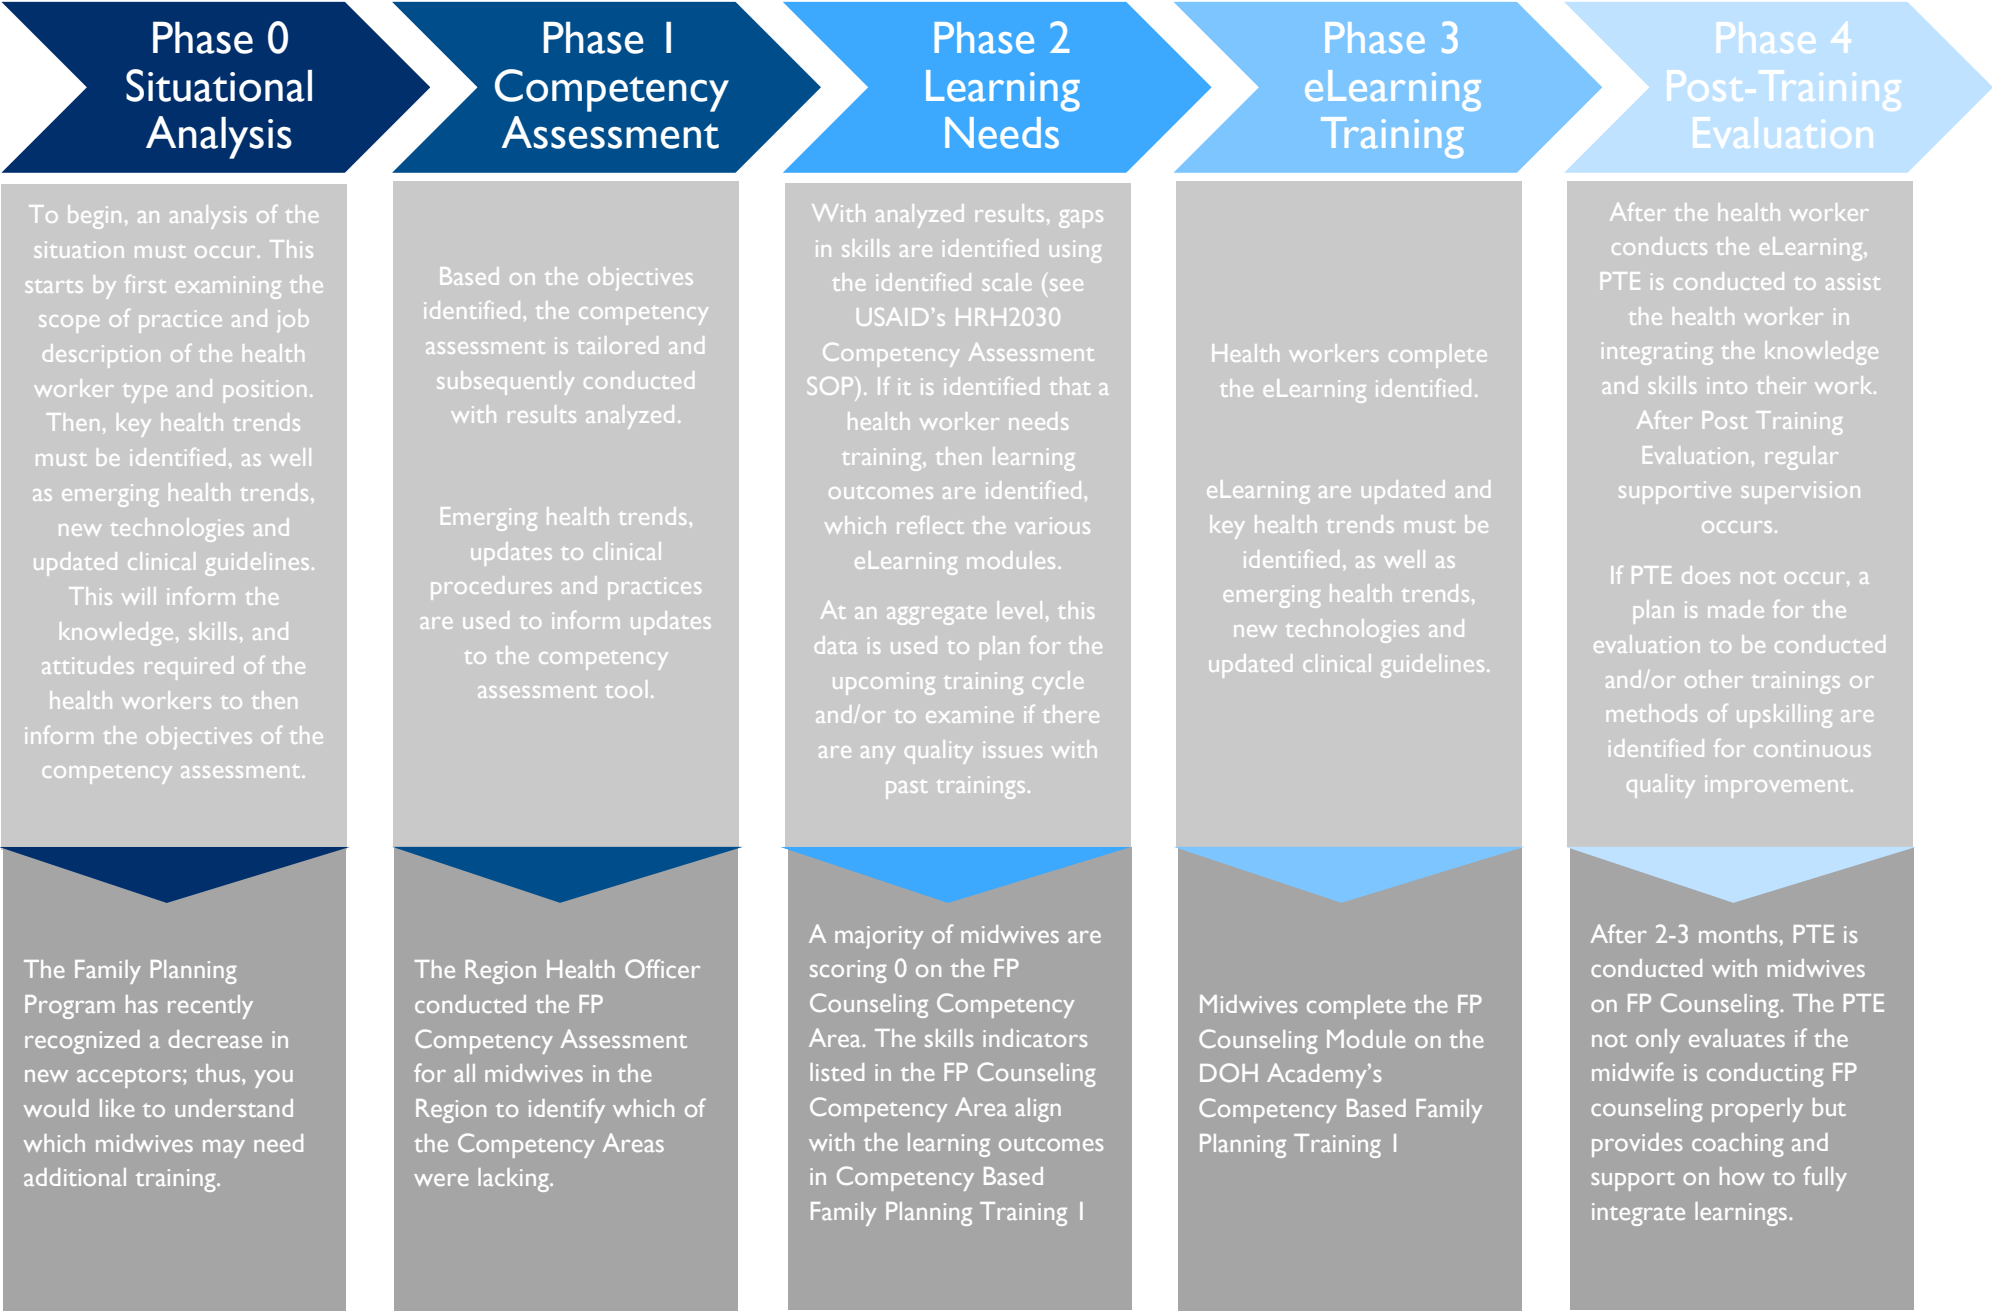 Phase 0
Situational
Analysis
Phase 1
Competency
Assessment
Phase 2
Learning
Needs
Phase 3
eLearning
Training
Phase 4
Post-Training
Evaluation
To begin, an analysis of the
situation must occur. This
starts by first examining the
scope of practice and job
description of the health
worker type and position.
Then, key health trends
must be identified, as well
as emerging health trends,
new technologies and
updated clinical guidelines.
This will inform the
knowledge, skills, and
attitudes required of the
health workers to then
inform the objectives of the
competency assessment.
Based on the objectives
identified, the competency
assessment is tailored and
subsequently conducted
with results analyzed.
Emerging health trends,
updates to clinical
procedures and practices
are used to inform updates
to the competency
assessment tool.
With analyzed results, gaps
in skills are identified using
the identified scale (see
USAID’s HRH2030
Competency Assessment
SOP). If it is identified that a
health worker needs
training, then learning
outcomes are identified,
which reflect the various
eLearning modules.
At an aggregate level, this
data is used to plan for the
upcoming training cycle
and/or to examine if there
are any quality issues with
past trainings.
Health workers complete
the eLearning identified.
eLearning are updated and
key health trends must be
identified, as well as
emerging health trends,
new technologies and
updated clinical guidelines.
After the health worker
conducts the eLearning,
PTE is conducted to assist
the health worker in
integrating the knowledge
and skills into their work.
After Post Training
Evaluation, regular
supportive supervision
occurs.
If PTE does not occur, a
plan is made for the
evaluation to be conducted
and/or other trainings or
methods of upskilling are
identified for continuous
quality improvement.
The Family Planning
Program has recently
recognized a decrease in
new acceptors; thus, you
would like to understand
which midwives may need
additional training.
The Region Health Officer
conducted the FP
Competency Assessment
for all midwives in the
Region to identify which of
the Competency Areas
were lacking.
A majority of midwives are
scoring 0 on the FP
Counseling Competency
Area. The skills indicators
listed in the FP Counseling
Competency Area align
with the learning outcomes
in Competency Based
Family Planning Training 1
Midwives complete the FP
Counseling Module on the
DOH Academy’s
Competency Based Family
Planning Training 1
After 2-3 months, PTE is
conducted with midwives
on FP Counseling. The PTE
not only evaluates if the
midwife is conducting FP
counseling properly but
provides coaching and
support on how to fully
integrate learnings.